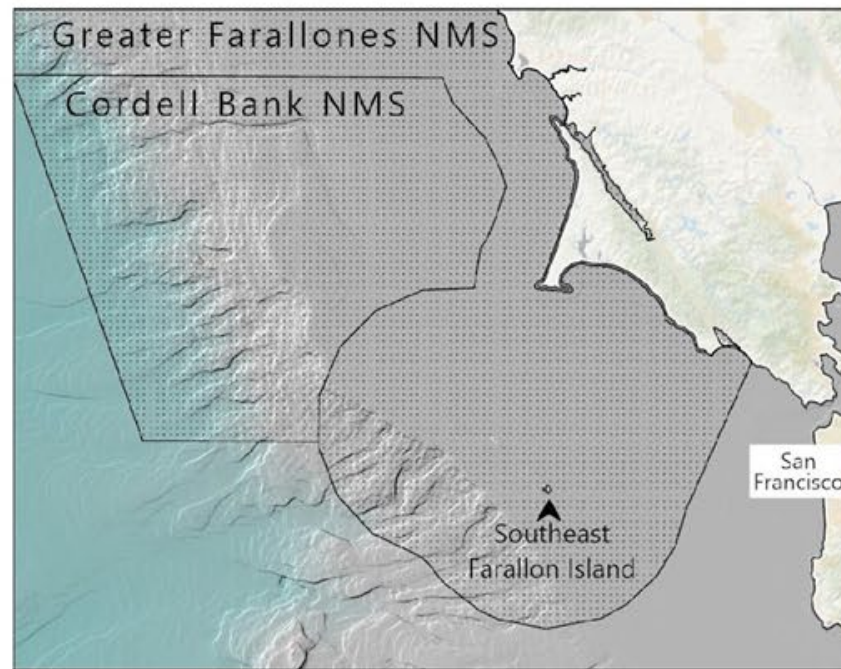 Greater Farallones NMS
Cordell Bank NMS
San
Francisco
Southeast
Farallon Island